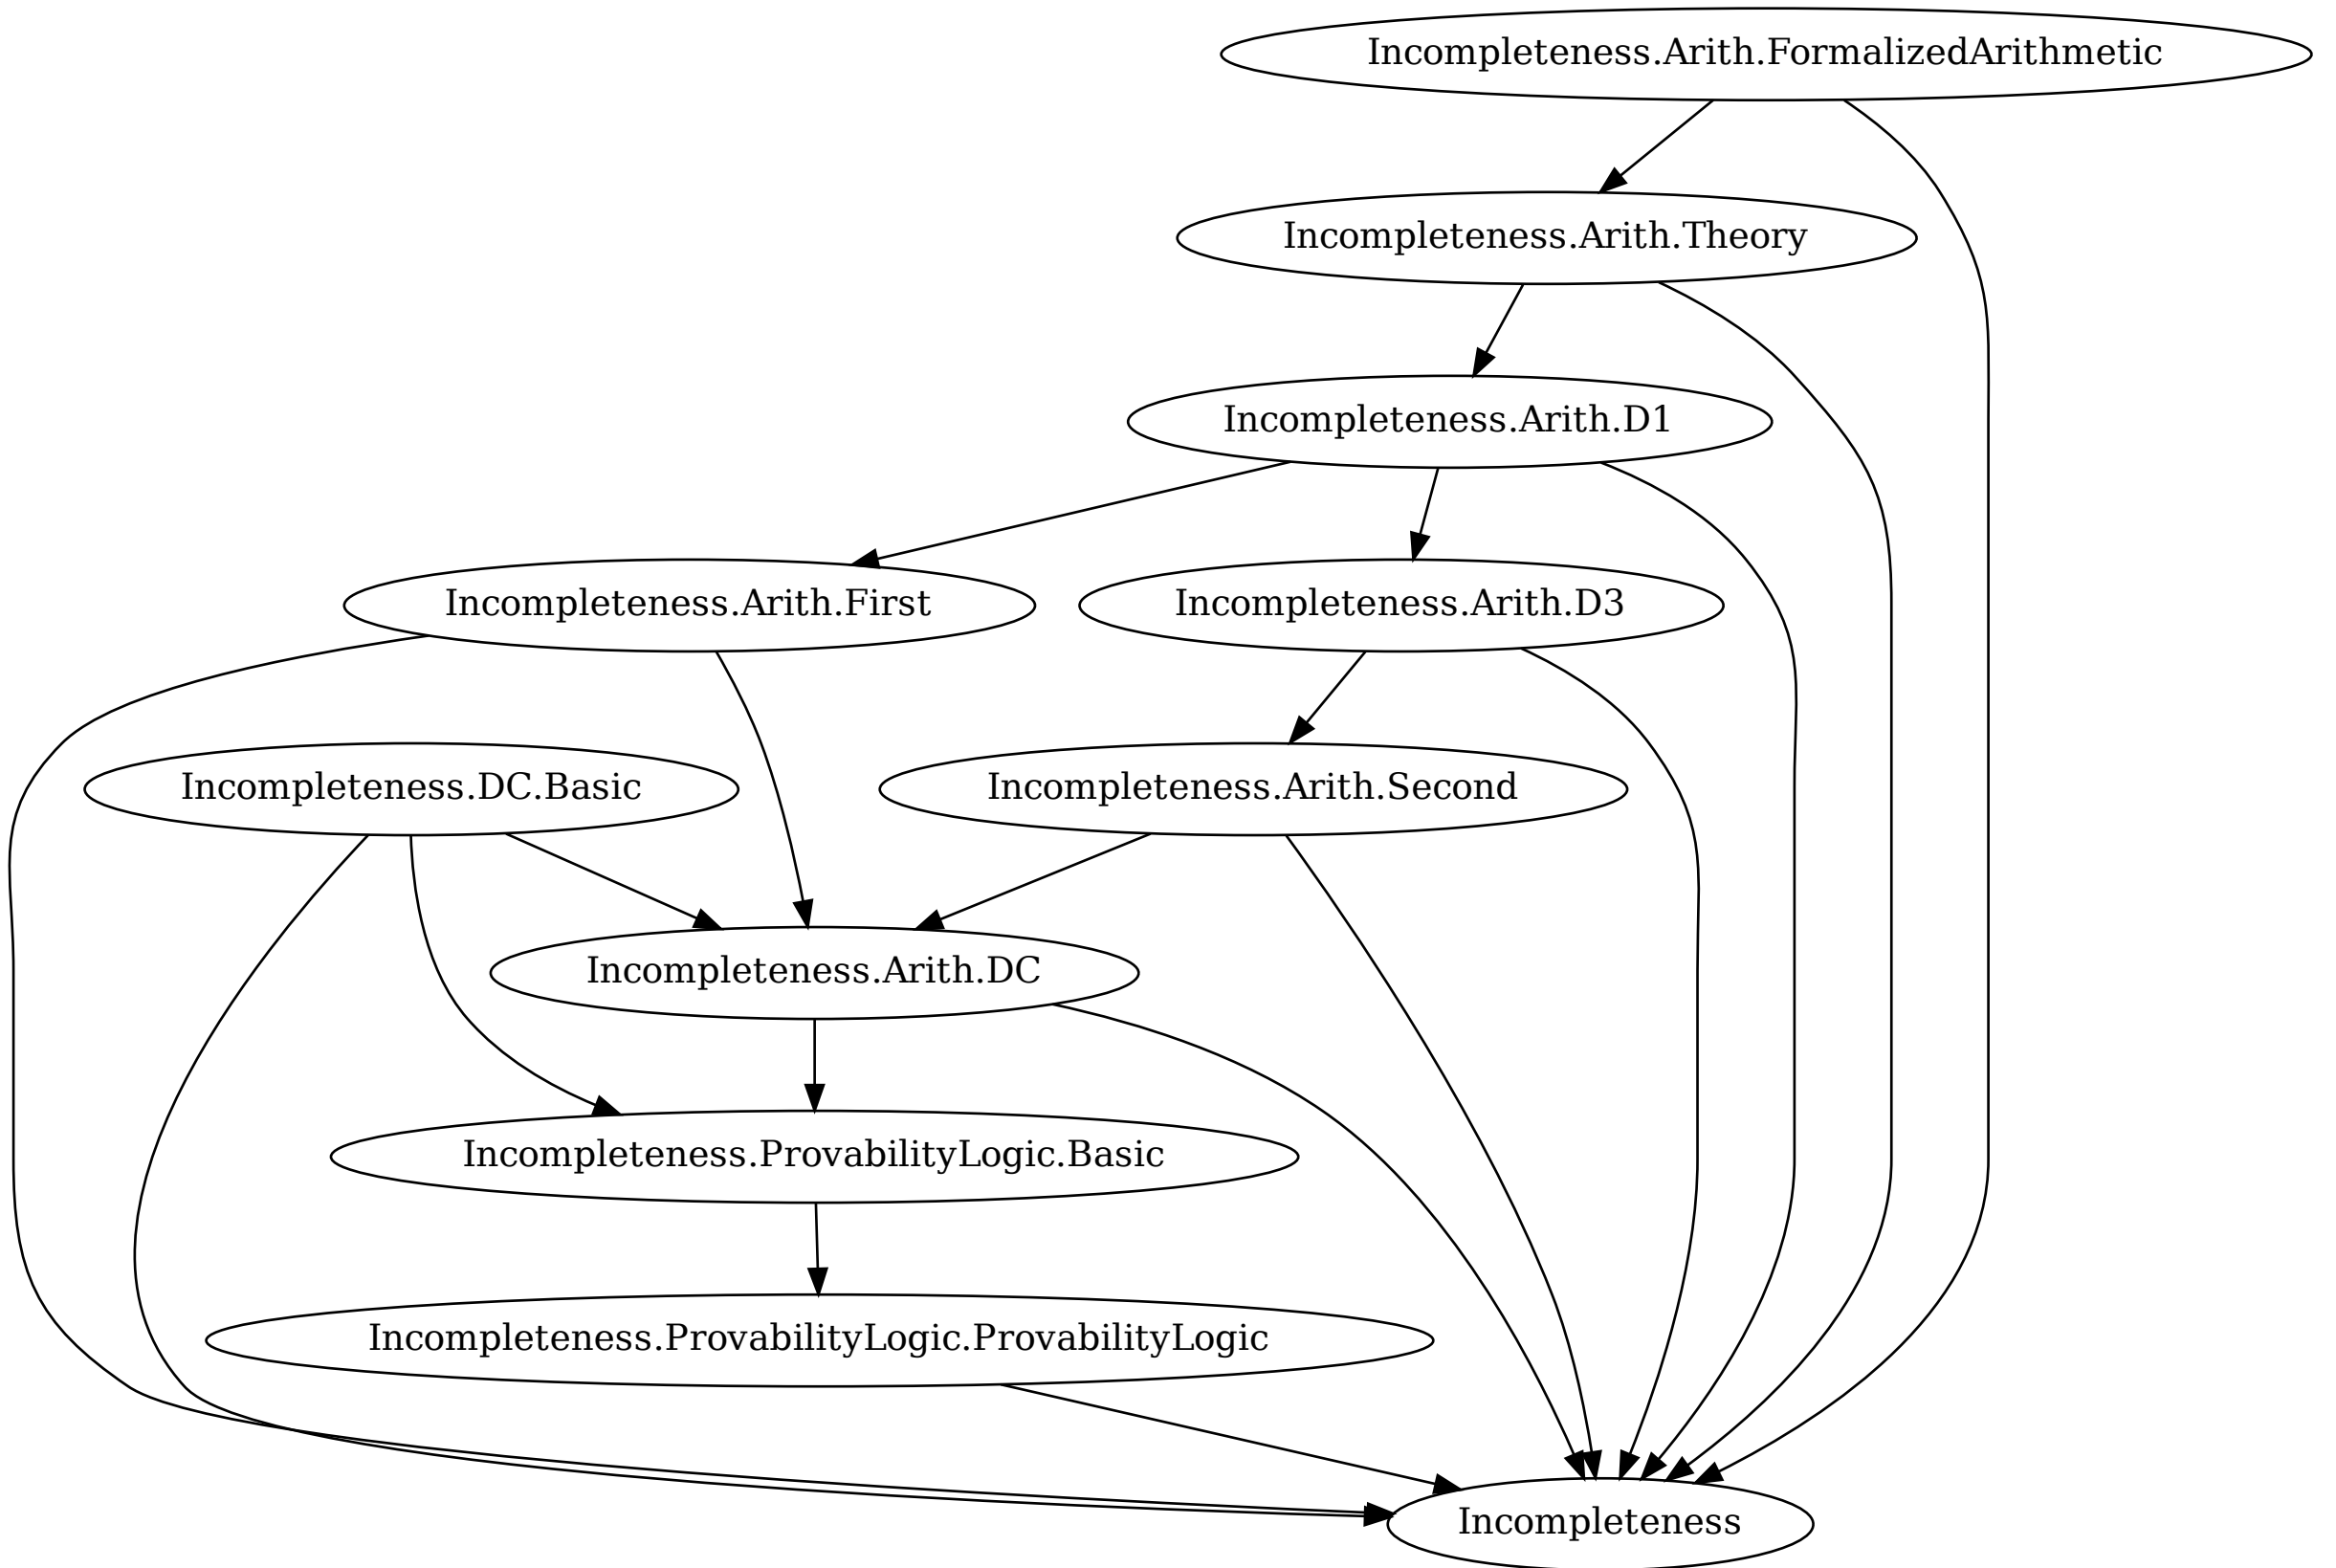 Incompleteness.Arith.FormalizedArithmetic
Incompleteness.Arith.Theory
Incompleteness.Arith.D1
Incompleteness.Arith.First
Incompleteness.Arith.D3
Incompleteness.DC.Basic
Incompleteness.Arith.Second
Incompleteness.Arith.DC
Incompleteness.ProvabilityLogic.Basic
Incompleteness.ProvabilityLogic.ProvabilityLogic
Incompleteness